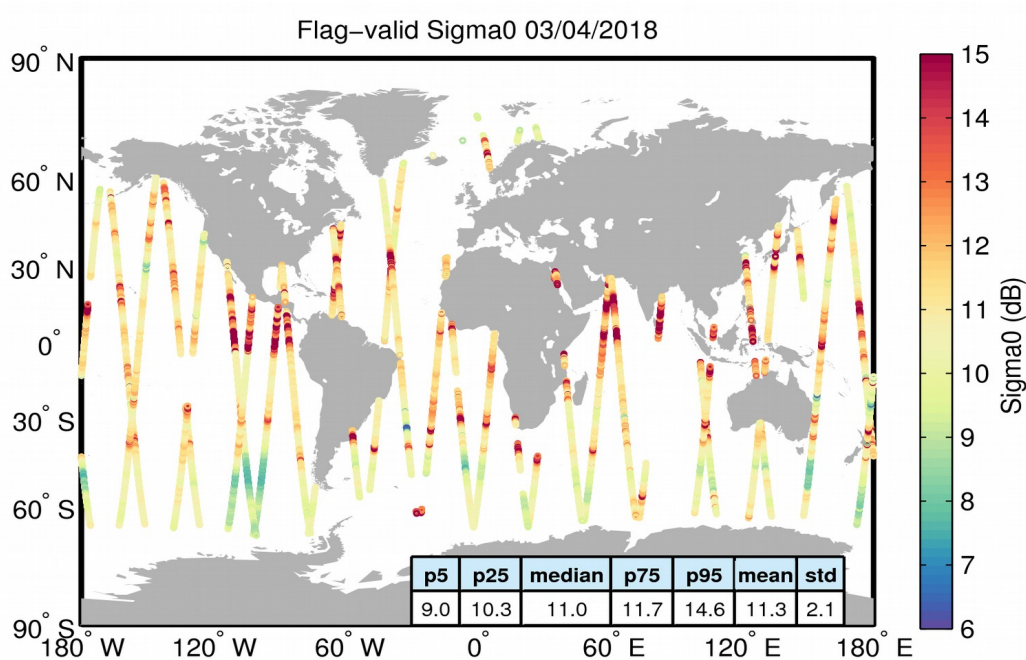 Flag−valid Sigma0 03/04/2018
90° N
60° N
30° N
0°
30° S
60° S
90° S
180° W 120° W 60° W 0° 60° E 120° E 180° E
15
14
13
12
11
10
9
8
7
6
Sigma0 (dB)
p5 p25 median p75 p95 mean std
9.0 10.3 11.0 11.7 14.6 11.3 2.1